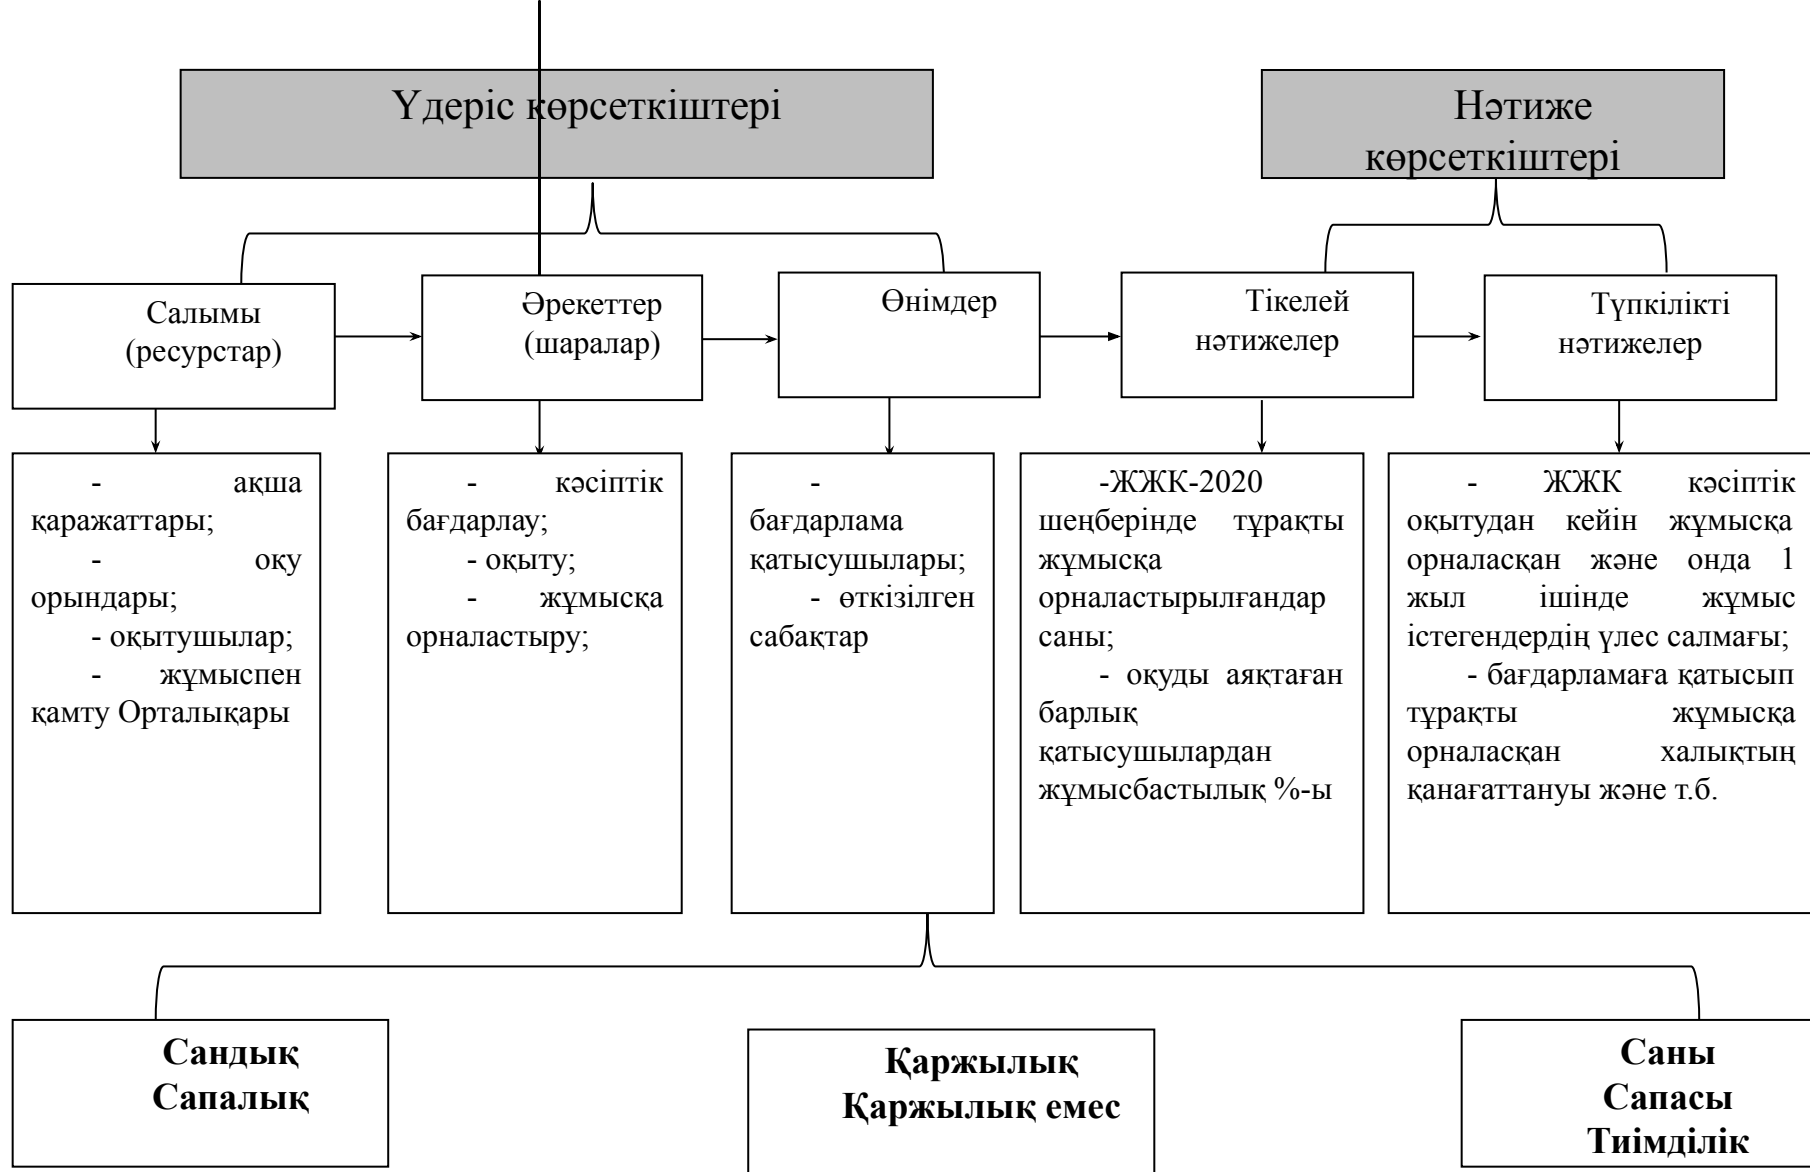 Үдеріс көрсеткіштері
Нәтиже
көрсеткіштері
Салымы
(ресурстар)
Әрекеттер
(шаралар)
Өнімдер
Тікелей
нәтижелер
Түпкілікті
нәтижелер
- ақша
қаражаттары;
- оқу
орындары;
- оқытушылар;
- жұмыспен
қамту Орталықары
- кәсіптік
бағдарлау;
- оқыту;
- жұмысқа
орналастыру;
-
бағдарлама
қатысушылары;
- өткізілген
сабақтар
-ЖЖК-2020
шеңберінде тұрақты
жұмысқа
орналастырылғандар
саны;
- оқуды аяқтаған
барлық
қатысушылардан
жұмысбастылық %-ы
- ЖЖК кәсіптік
оқытудан кейін жұмысқа
орналасқан және онда 1
жыл ішінде жұмыс
істегендердің үлес салмағы;
- бағдарламаға қатысып
тұрақты жұмысқа
орналасқан халықтың
қанағаттануы және т.б.
Сандық
Сапалық
Қаржылық
Қаржылық емес
Саны
Сапасы
Тиімділік